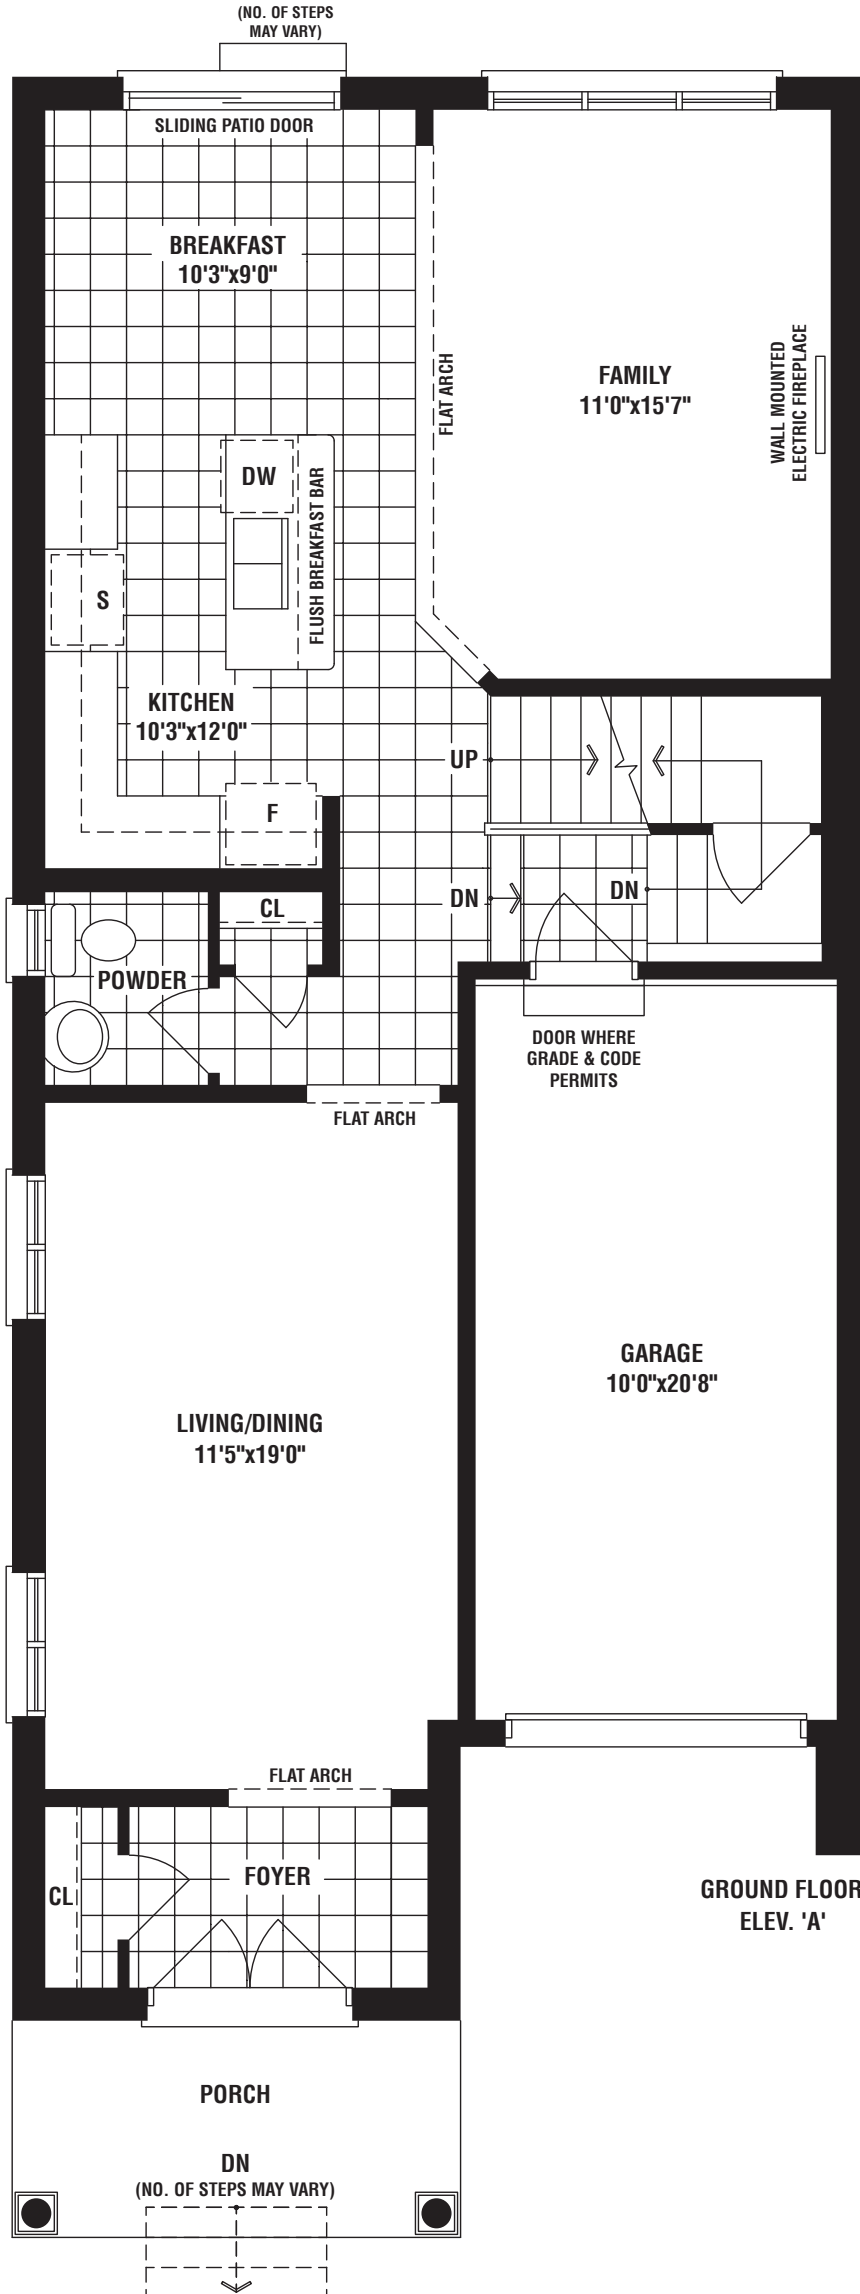 (NO. OF STEPS
MAY VARY)
SLIDING PATIO DOOR
BREAKFAST
10'3"x9'0"
FLAT ARCH
FAMILY
11'0"x15'7"
WALL MOUNTED
ELECTRIC FIREPLACE
DW
FLUSH BREAKFAST BAR
S
KITCHEN
10'3"x12'0"
UP
F
DN
DN
CL
POWDER
DOOR WHERE
GRADE & CODE
PERMITS
FLAT ARCH
GARAGE
10'0"x20'8"
LIVING/DINING
11'5"x19'0"
FLAT ARCH
FOYER
CL
GROUND FLOOR
ELEV. 'A'
PORCH
DN
(NO. OF STEPS MAY VARY)